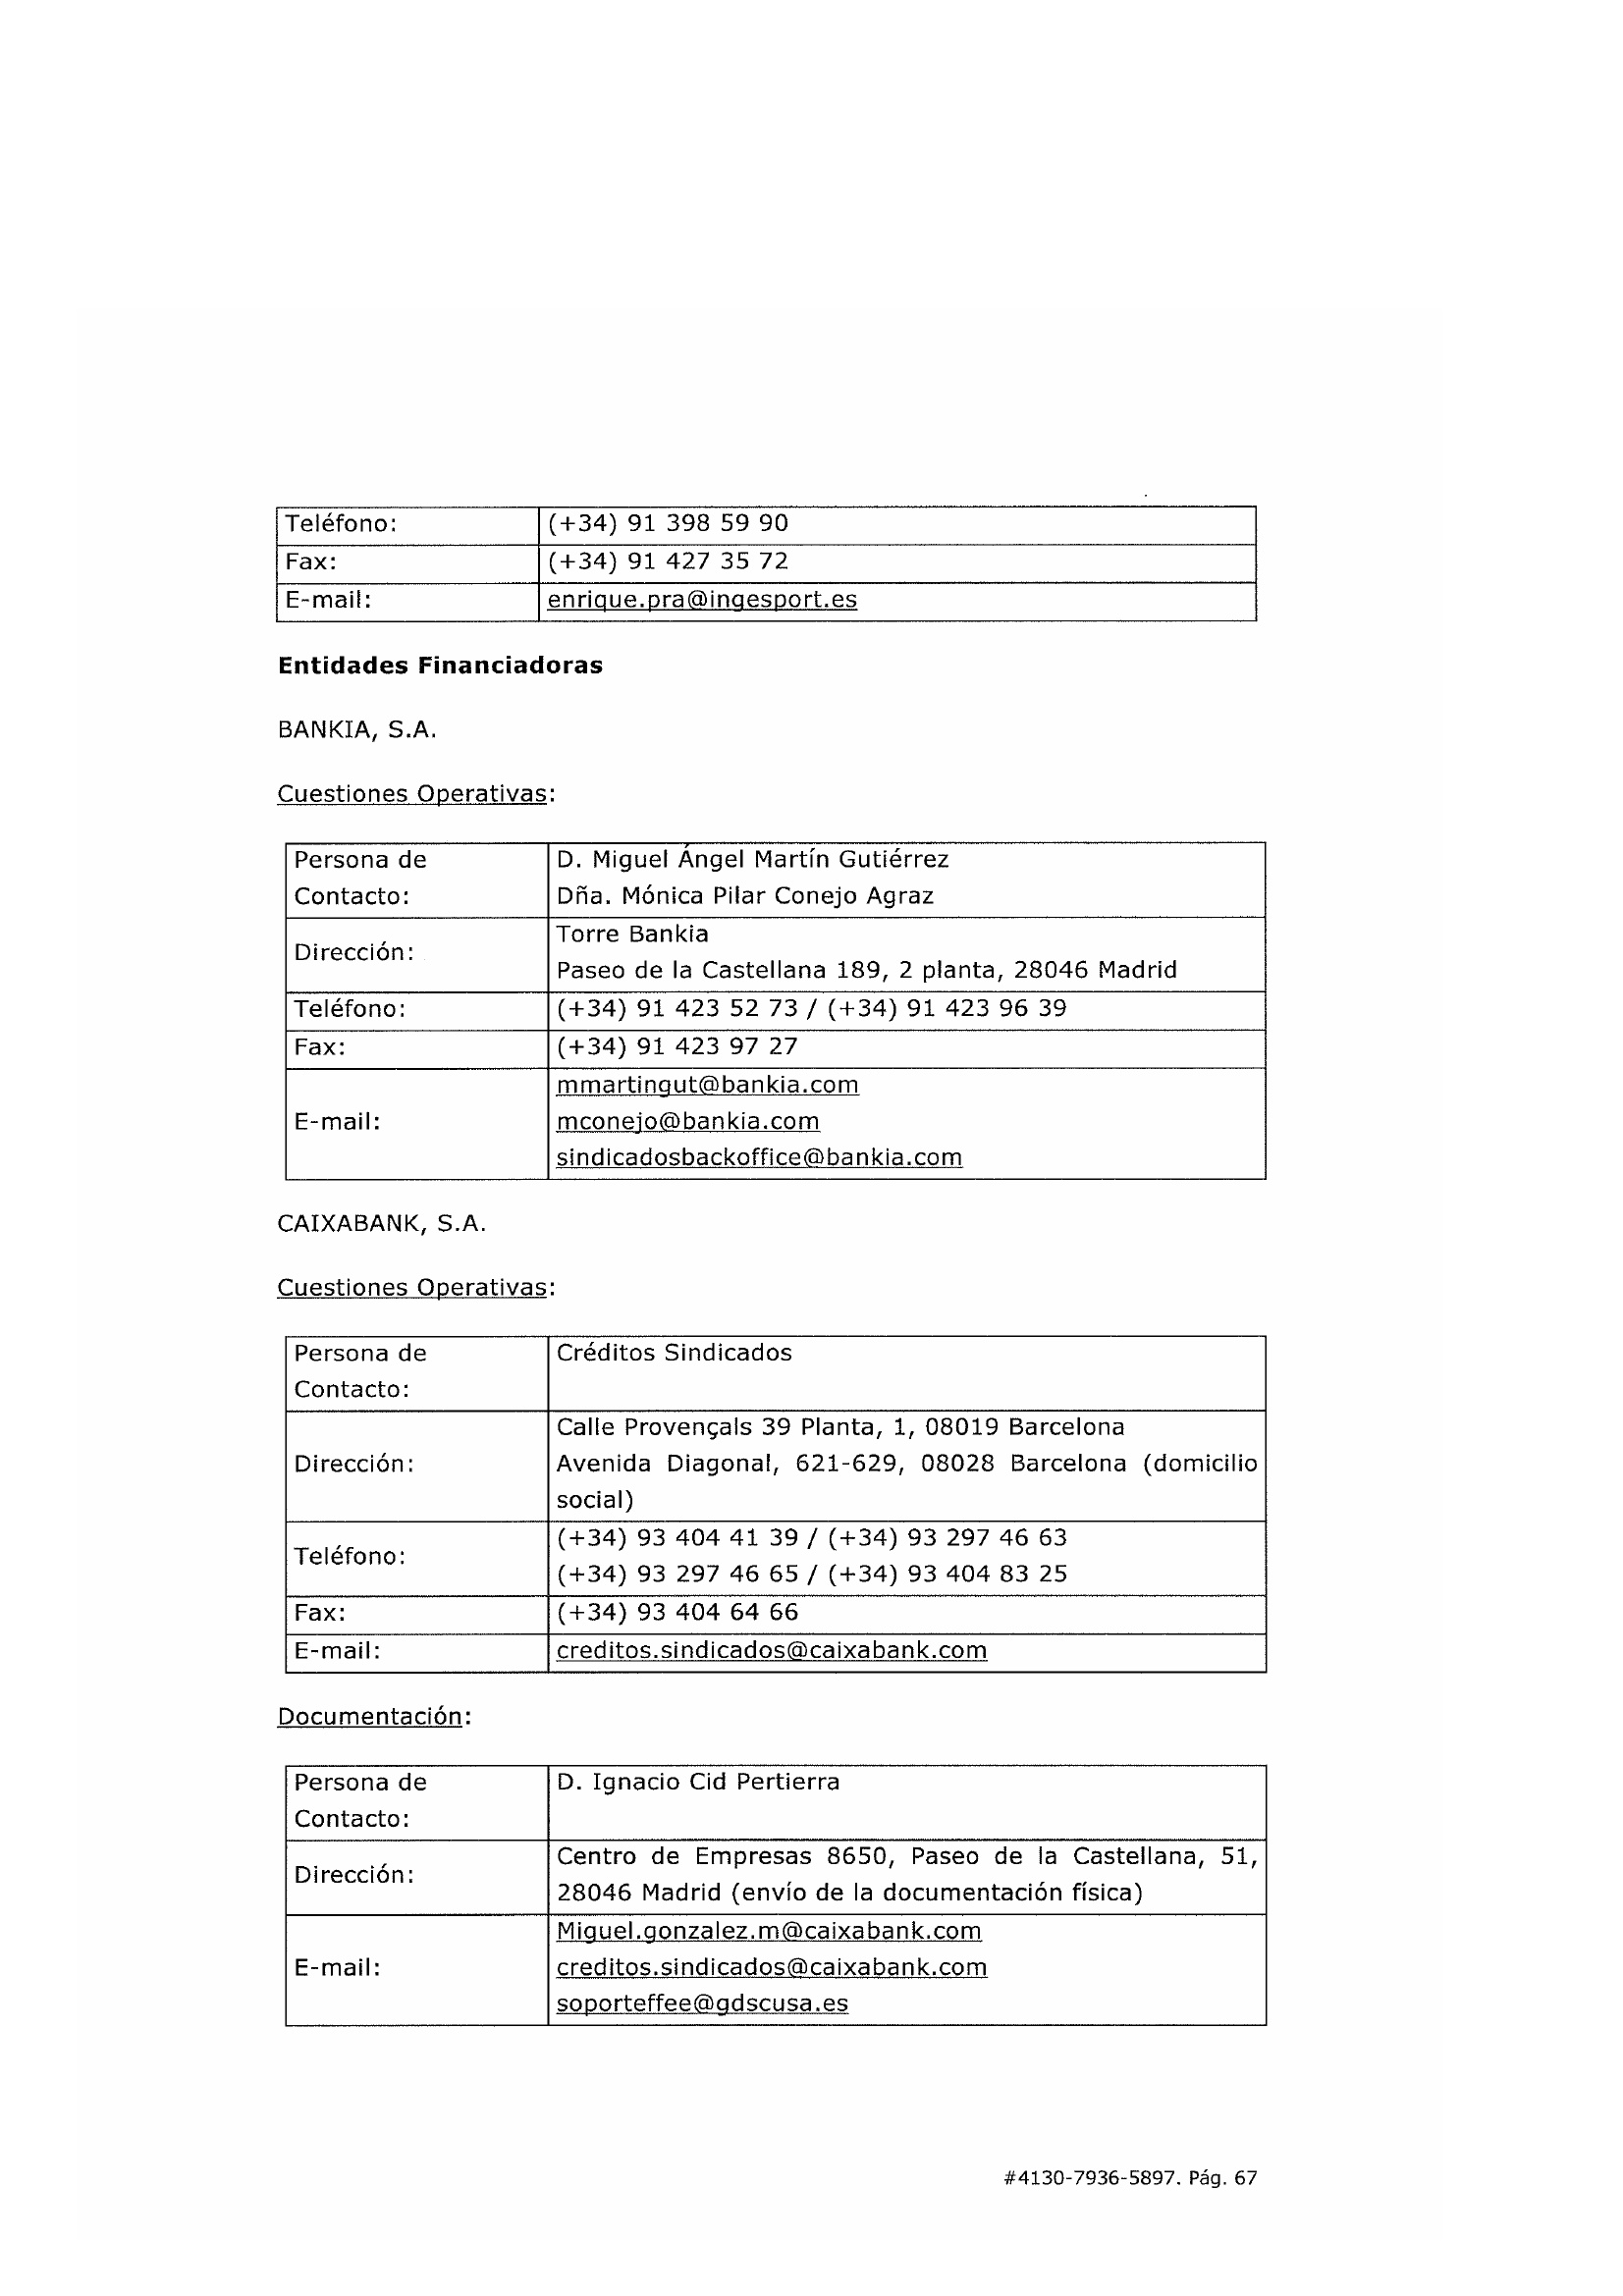 Teléfono: (+34) 91 398 59 90
Fax: (+34) 91 427 35 72
E-mail: enrique.pra@ingesport.es
Entidades Financiadoras
BANKIA, S.A.
Cuestiones Operativas:
Persona de D. Miguel Ángel Martín Gutiérrez
Contacto: Dña. Mónica Pilar Conejo Agraz
Dirección:
Torre Bankia
Paseo de la Castellana 189, 2 planta, 28046 Madrid
Teléfono: (+34) 91 423 52 73 / (+34) 91 423 96 39
Fax: (+34) 91 423 97 27
E-mail:
mmartingut@bankia.com
mconejo@bankia.com
sindicadosbackoffice@bankia.com
CAIXABANK, S.A.
Cuestiones Operativas:
Persona de Créditos Sindicados
Contacto:
Dirección:
Calle Provençals 39 Planta, 1, 08019 Barcelona
Avenida Diagonal, 621-629, 08028 Barcelona (domicilio
social)
Teléfono:
(+34) 93 404 41 39 / (+34) 93 297 46 63
(+34) 93 297 46 65 / (+34) 93 404 83 25
Fax: (+34) 93 404 64 66
E-mail: creditos.sindicados@caixabank.com
Documentación:
Persona de D. Ignacio Cid Pertierra
Contacto:
Dirección:
Centro de Empresas 8650, Paseo de la Castellana, 51,
28046 Madrid (envío de la documentación física)
E-mail:
Miguel.gonzalez.m@caixabank.com
creditos.sindicados@caixabank.com
soporteffee@gdscusa.es
#4130-7936-5897. Pág. 67